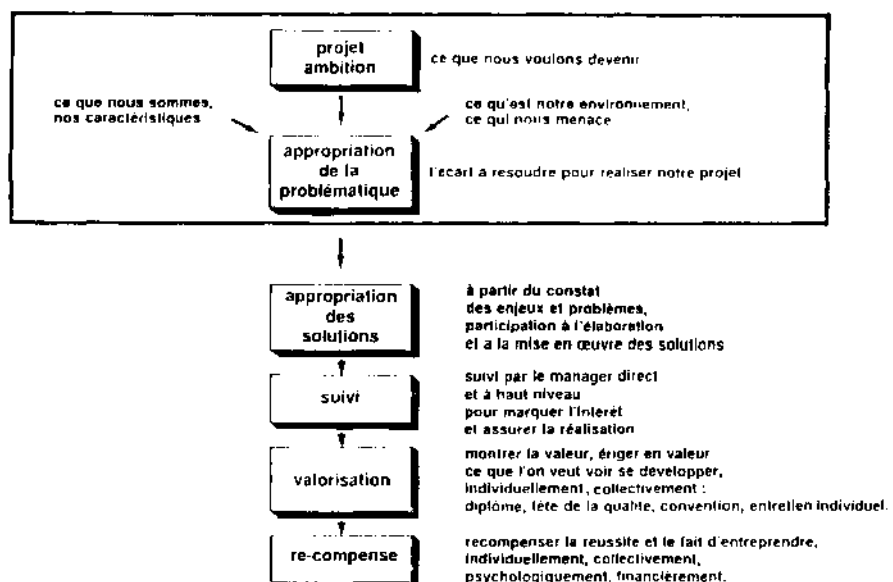 projet
ambition
ce que nous voulons devenir
ce que nous sommes,
nos caractéristiques
ce qu'est notre environnement,
ce qui nous menace
appropriation
de la
problématique
l'écart a resoudre pour realiser notre projet
appropriation
des
solutions
à partir du constat
des enjeux et problèmes,
participation à l'élaboration
et a la mise en œuvre des solutions
suivi
suivi par le manager direct
et à haut niveau
pour marquer l'intérêt
et assurer la réalisation
valorisation
montrer la valeur, ériger en valeur
ce que l'on veut voir se developper,
individuellement, collectivement :
diplôme, fête de la qualite, convention, entretien individuel.
re-compense
recompenser la reussite et le fait d'entreprendre,
individuellement, collectivement,
psychologiquement, financièrement.